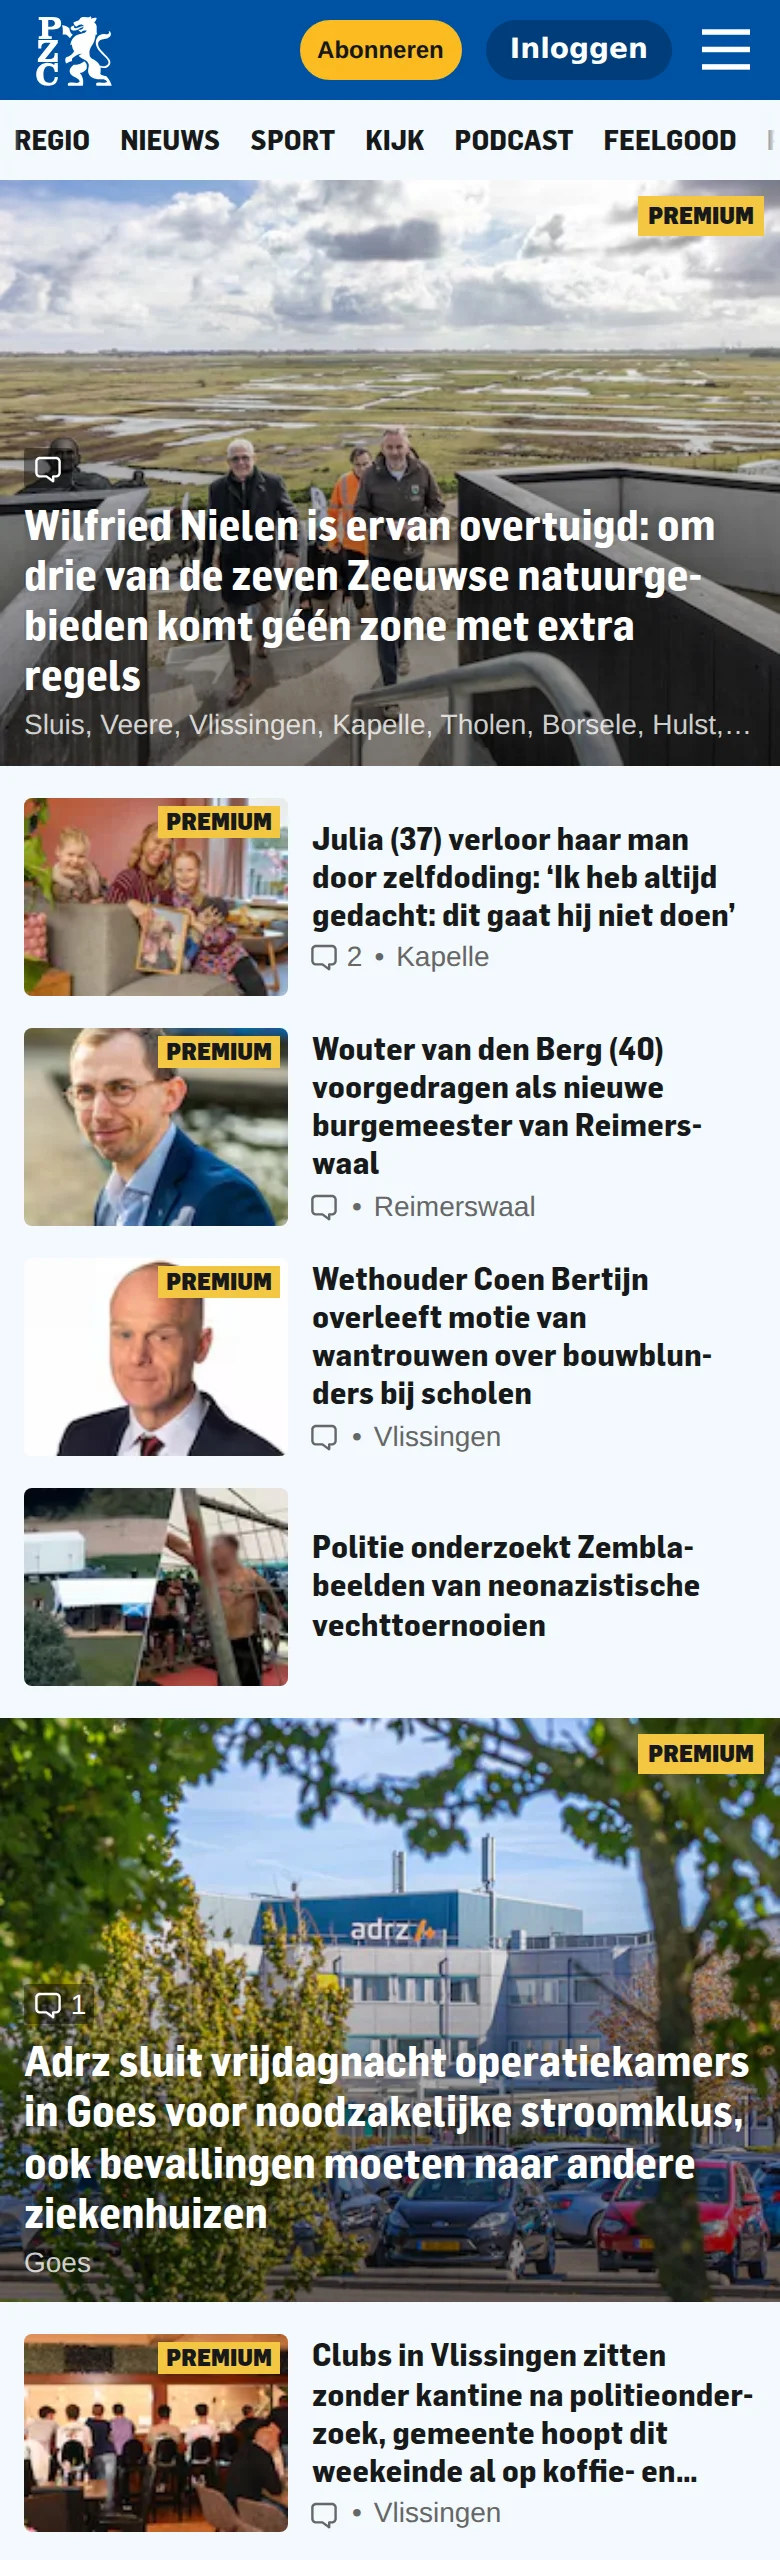 PZC
Abonneren
Inloggen
REGIO NIEUWS SPORT KIJK PODCAST FEELGOOD
PREMIUM
Wilfried Nielen is ervan overtuigd: om
drie van de zeven Zeeuwse natuurge-
bieden komt géén zone met extra
regels
Sluis, Veere, Vlissingen, Kapelle, Tholen, Borsele, Hulst,…
PREMIUM
Julia (37) verloor haar man
door zelfdoding: ‘Ik heb altijd
gedacht: dit gaat hij niet doen’
2 • Kapelle
PREMIUM
Wouter van den Berg (40)
voorgedragen als nieuwe
burgemeester van Reimers-
waal
• Reimerswaal
PREMIUM
Wethouder Coen Bertijn
overleeft motie van
wantrouwen over bouwblun-
ders bij scholen
• Vlissingen
Politie onderzoekt Zembla-
beelden van neonazistische
vechttoernooien
PREMIUM
adrz
1
Adrz sluit vrijdagnacht operatiekamers
in Goes voor noodzakelijke stroomklus,
ook bevallingen moeten naar andere
ziekenhuizen
Goes
PREMIUM
Clubs in Vlissingen zitten
zonder kantine na politieonder-
zoek, gemeente hoopt dit
weekeinde al op koffie- en...
• Vlissingen